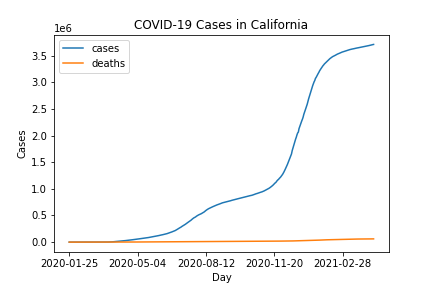 COVID-19 Cases in California
1e6
cases
deaths
3.5
3.0
2.5
2.0
1.5
1.0
0.5
0.0
Cases
2020-01-25 2020-05-04 2020-08-12 2020-11-20 2021-02-28
Day